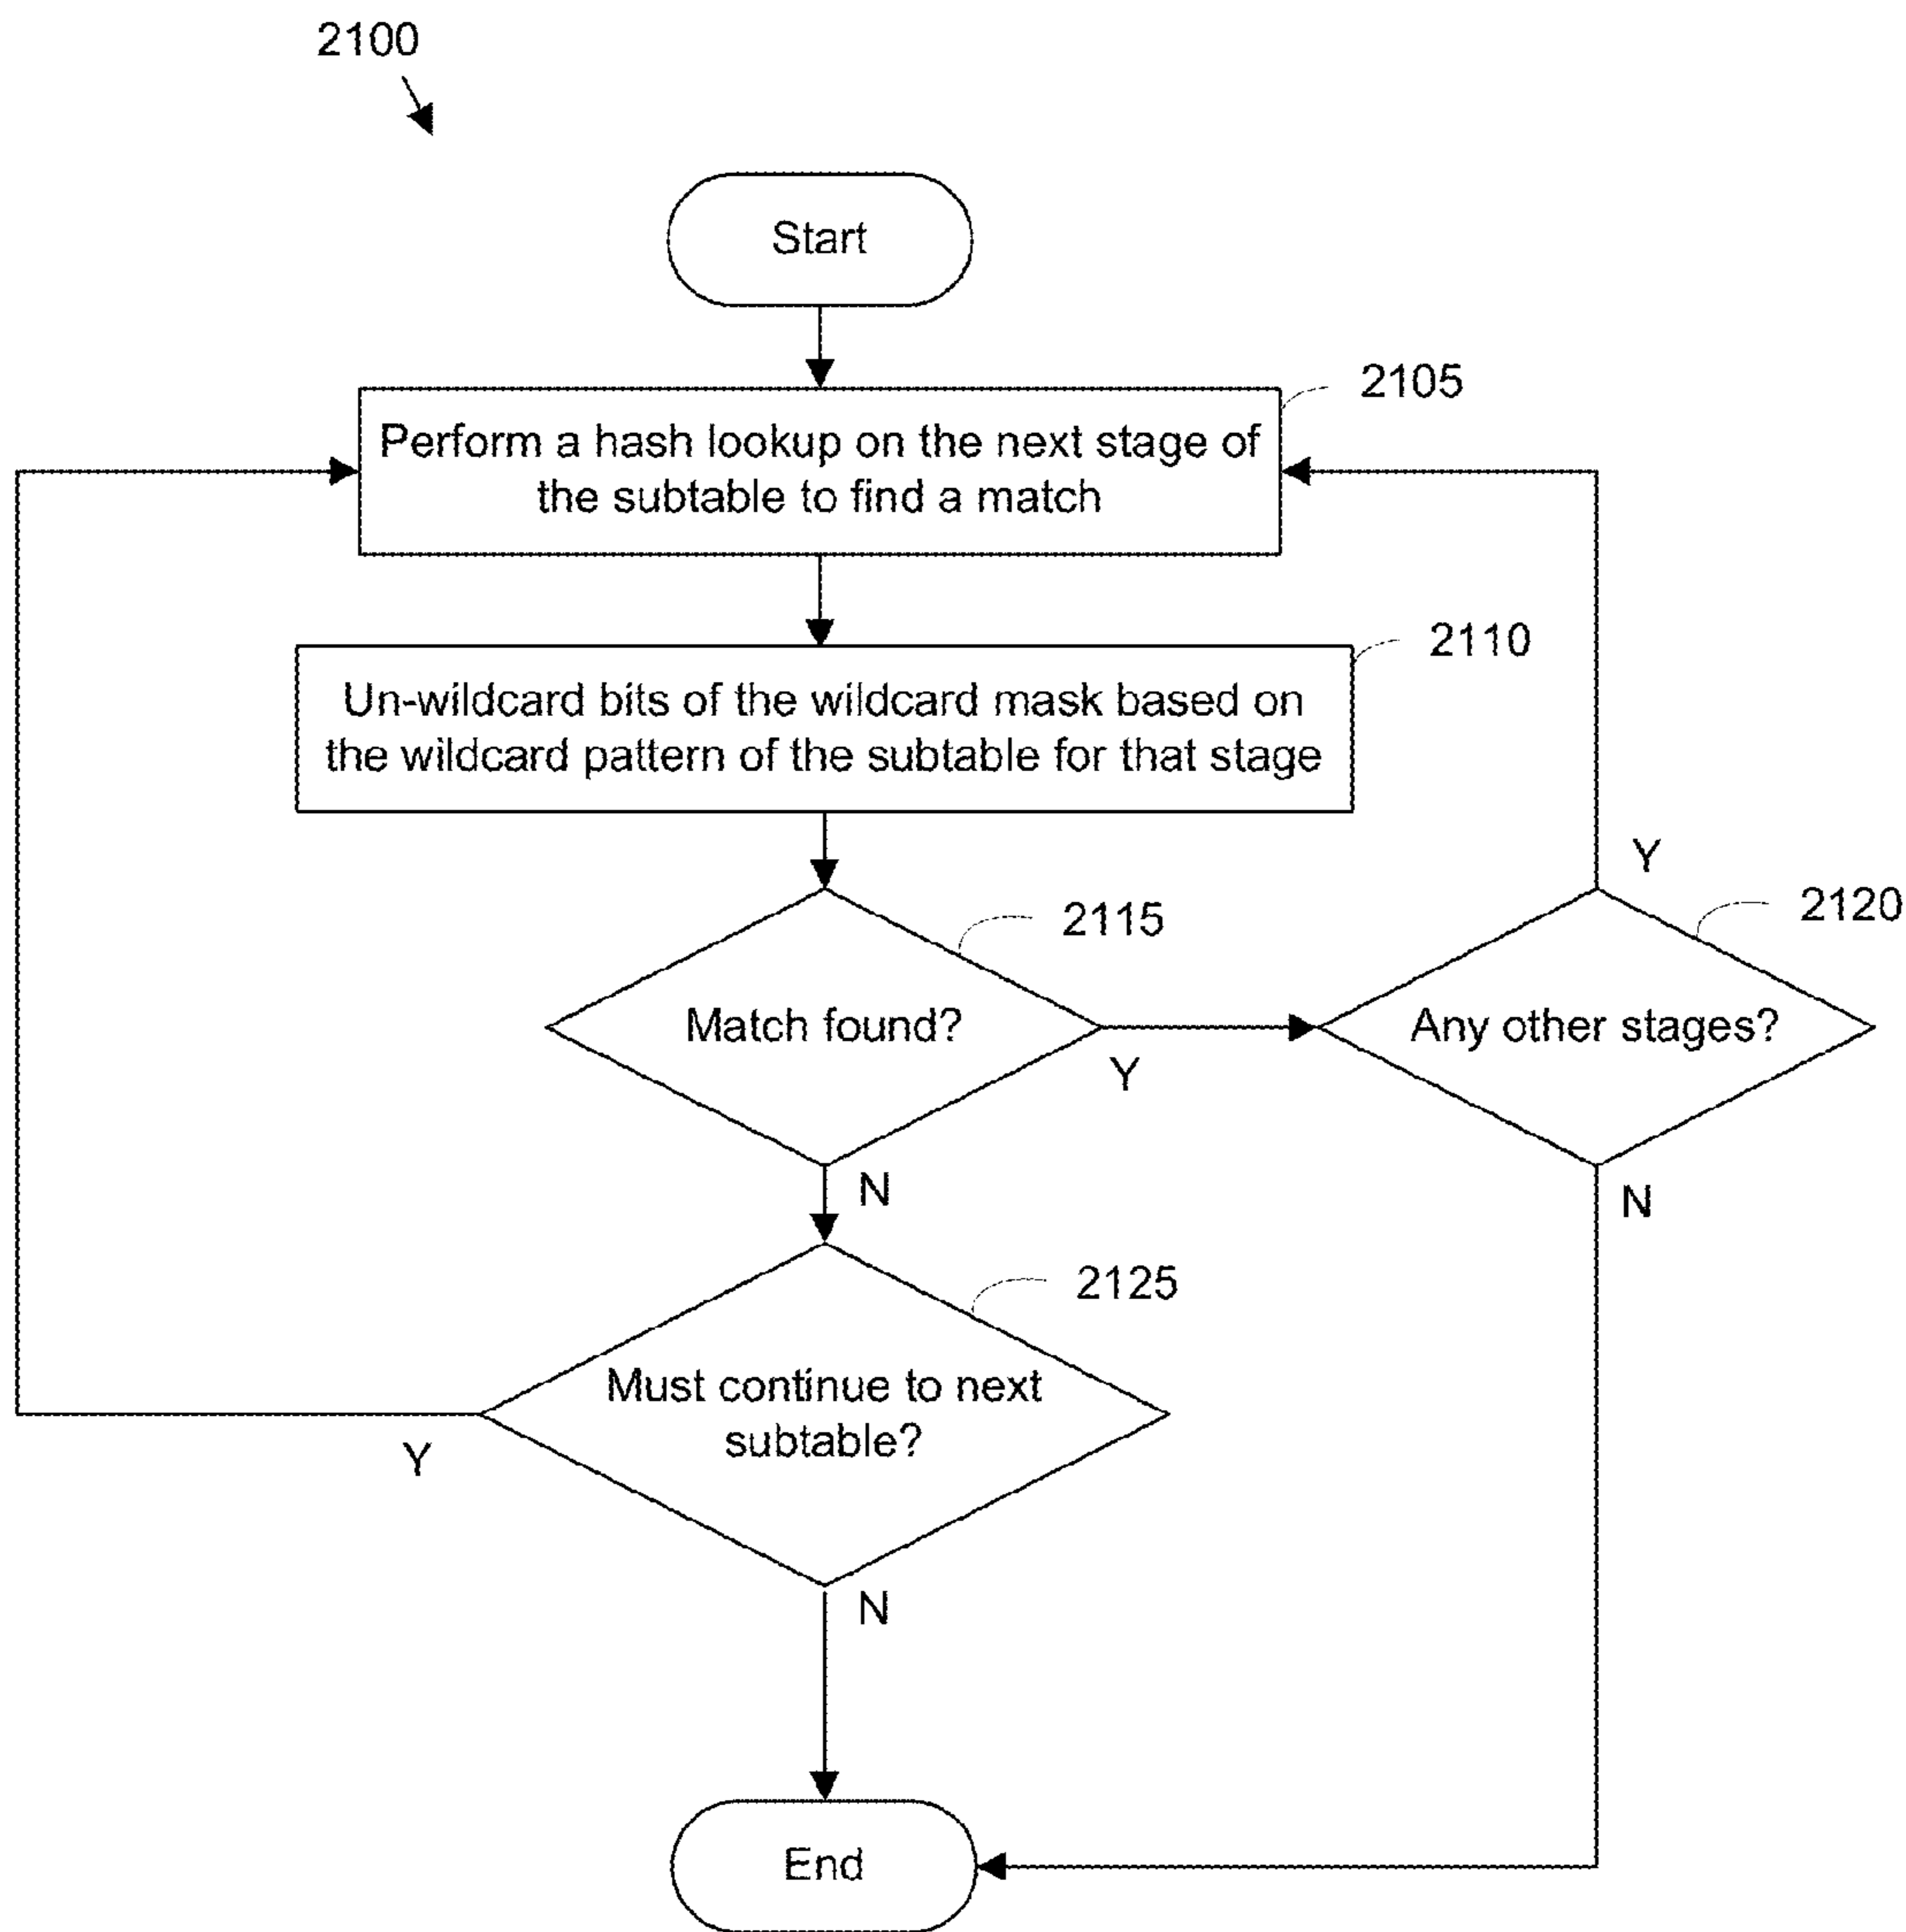 2100
Start
2105
Perform a hash lookup on the next stage of
the subtable to find a match
2110
Un-wildcard bits of the wildcard mask based on
the wildcard pattern of the subtable for that stage
Y
2115
2120
Match found?
Any other stages?
Y
N
N
2125
Must continue to next
subtable?
Y
N
End